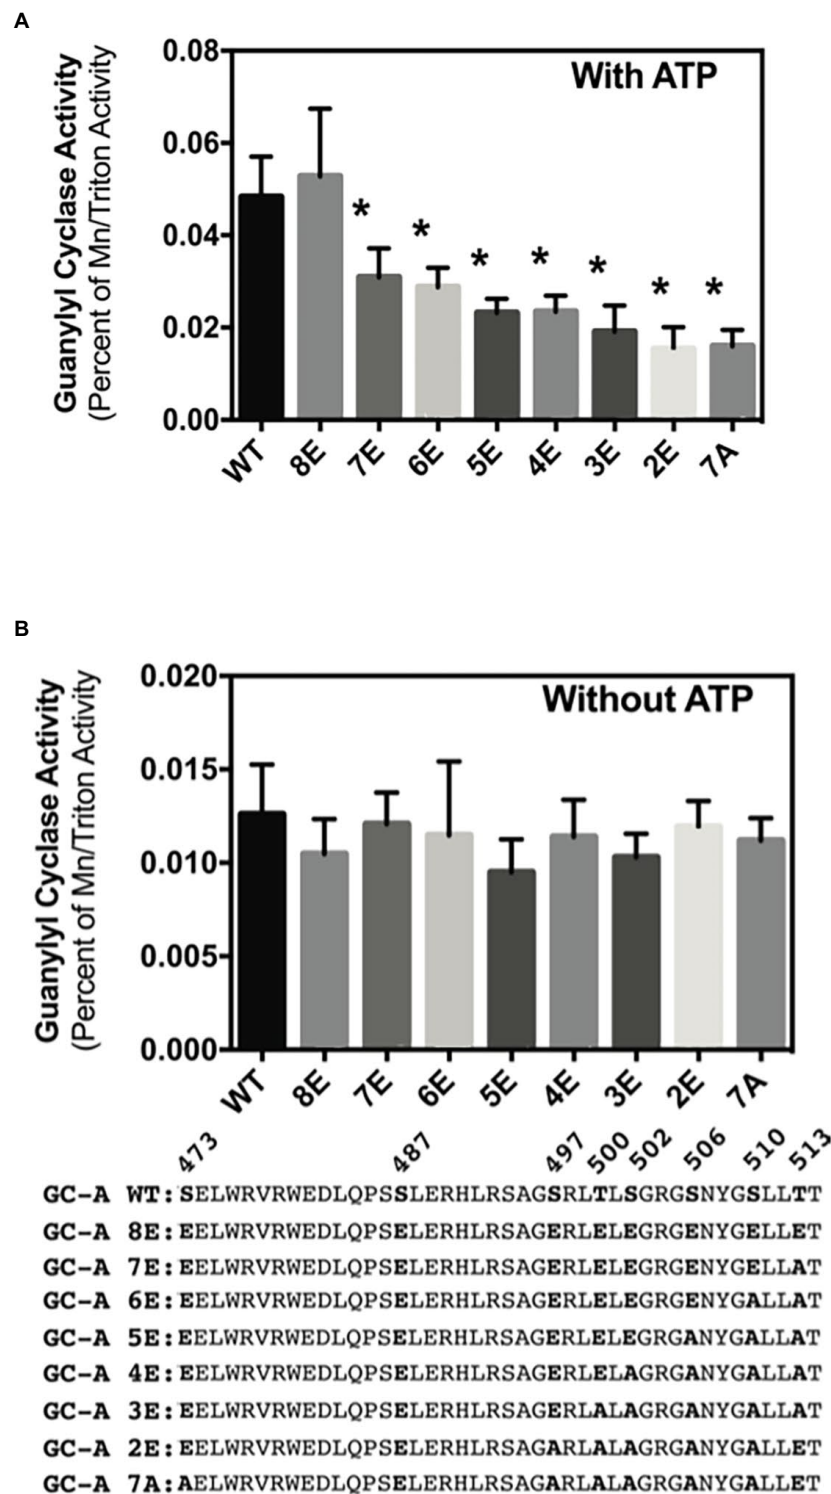 A
With ATP
Guanylyl Cyclase Activity
(Percent of Mn/Triton Activity
0.08
0.06
0.04
0.02
0.00
* * * * * * *
WT 8E 7E 6E 5E 4E 3E 2E 7A
B
Without ATP
Guanylyl Cyclase Activity
(Percent of Mn/Triton Activity
0.020
0.015
0.010
0.005
0.000
WT 8E 7E 6E 5E 4E 3E 2E 7A
473 487 497 500 502 506 510 513
GC-A WT:SELWRVRWEDLQPSSLERHLRSAGSRLTLSGRGSNYGSLLTT
GC-A 8E:EELWRVRWEDLQPSELERHLRSAGERLELEGRGENYGELLET
GC-A 7E:EELWRVRWEDLQPSELERHLRSAGERLELEGRGENYGELLAT
GC-A 6E:EELWRVRWEDLQPSELERHLRSAGERLELEGRGENYGALLAT
GC-A 5E:EELWRVRWEDLQPSELERHLRSAGERLELEGRGANYGALLAT
GC-A 4E:EELWRVRWEDLQPSELERHLRSAGERLELAGRGANYGALLAT
GC-A 3E:EELWRVRWEDLQPSELERHLRSAGERLALAGRGANYGALLAT
GC-A 2E:EELWRVRWEDLQPSELERHLRSAGARLALAGRGANYGALLET
GC-A 7A:AELWRVRWEDLQPSELERHLRSAGARLALAGRGANYGALLET